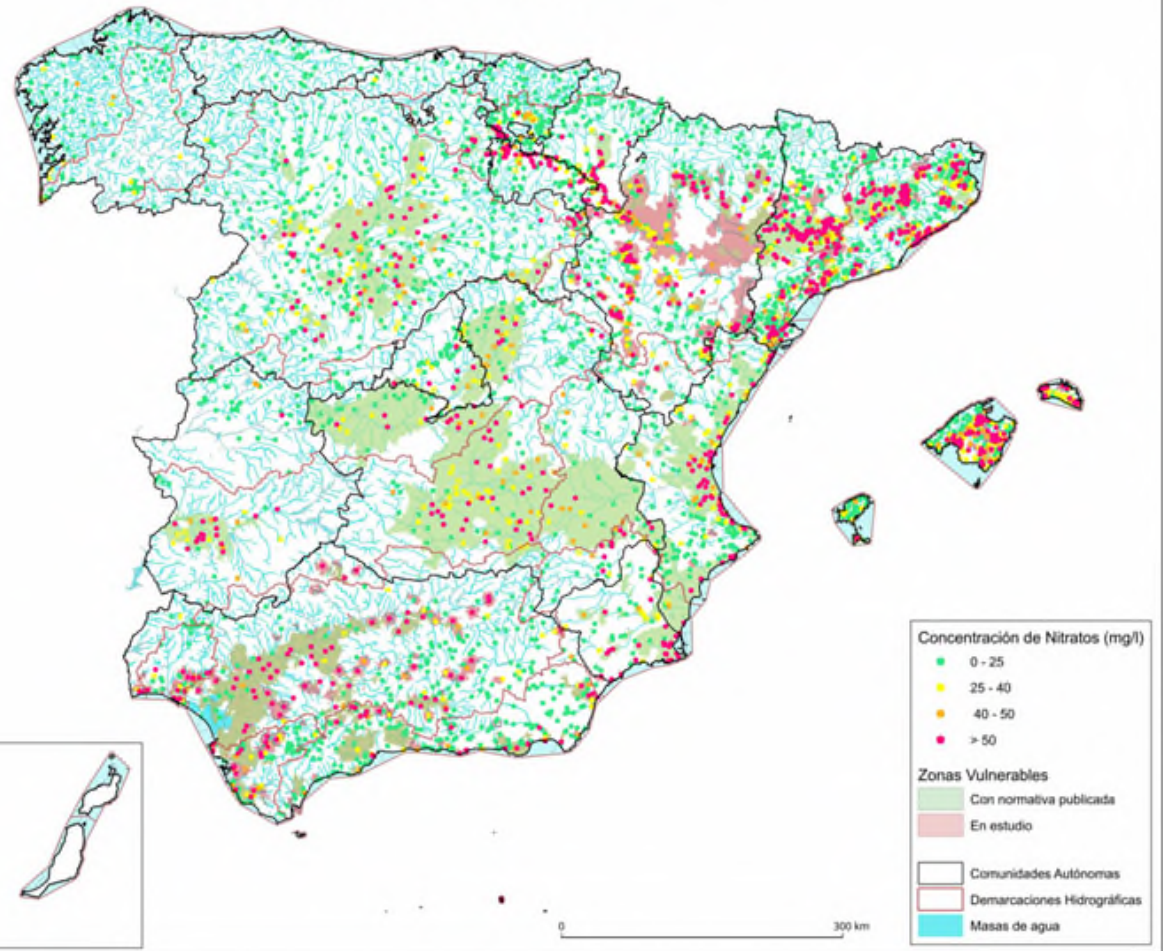 Concentración de Nitratos (mg/l)
0 - 25
25 - 40
40 - 50
> 50
Zonas Vulnerables
Con normativa publicada
En estudio
Comunidades Autónomas
Demarcaciones Hidrográficas
Masas de agua
0 300 km